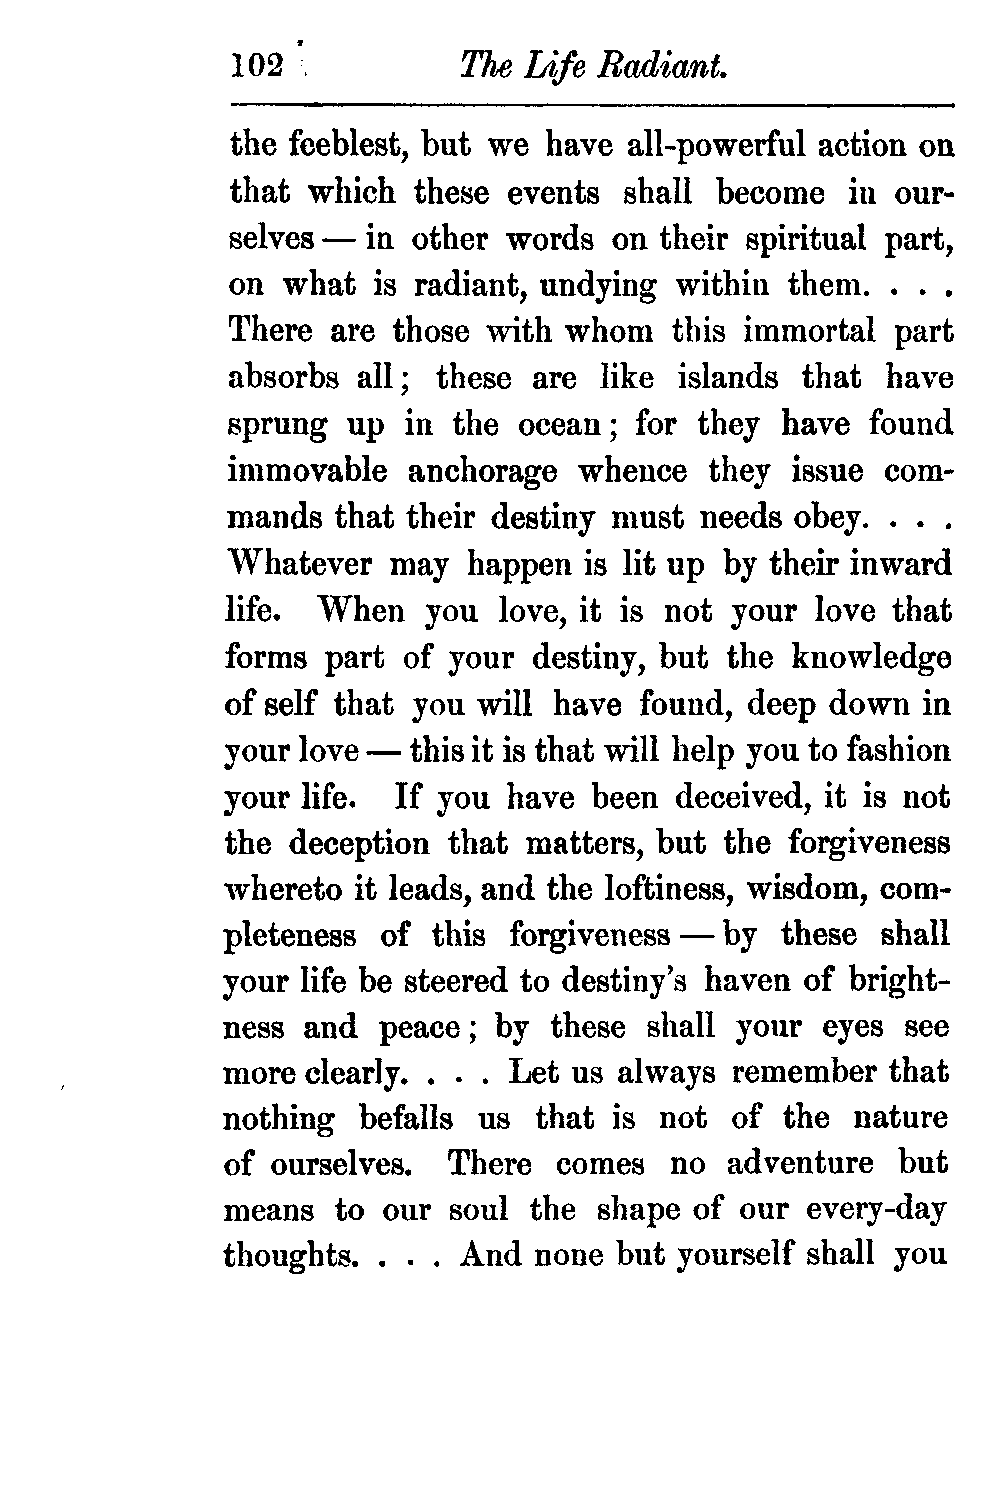 102 The Life Radiant.
the feeblest, but we have all-powerful action on
that which these events shall become in our-
selves — in other words on their spiritual part,
on what is radiant, undying within them. . . .
There are those with whom this immortal part
absorbs all; these are like islands that have
sprung up in the ocean; for they have found
immovable anchorage whence they issue com-
mands that their destiny must needs obey. . . .
Whatever may happen is lit up by their inward
life. When you love, it is not your love that
forms part of your destiny, but the knowledge
of self that you will have found, deep down in
your love — this it is that will help you to fashion
your life. If you have been deceived, it is not
the deception that matters, but the forgiveness
whereto it leads, and the loftiness, wisdom, com-
pleteness of this forgiveness — by these shall
your life be steered to destiny's haven of bright-
ness and peace; by these shall your eyes see
more clearly. . . . Let us always remember that
nothing befalls us that is not of the nature
of ourselves. There comes no adventure but
means to our soul the shape of our every-day
thoughts. . . . And none but yourself shall you